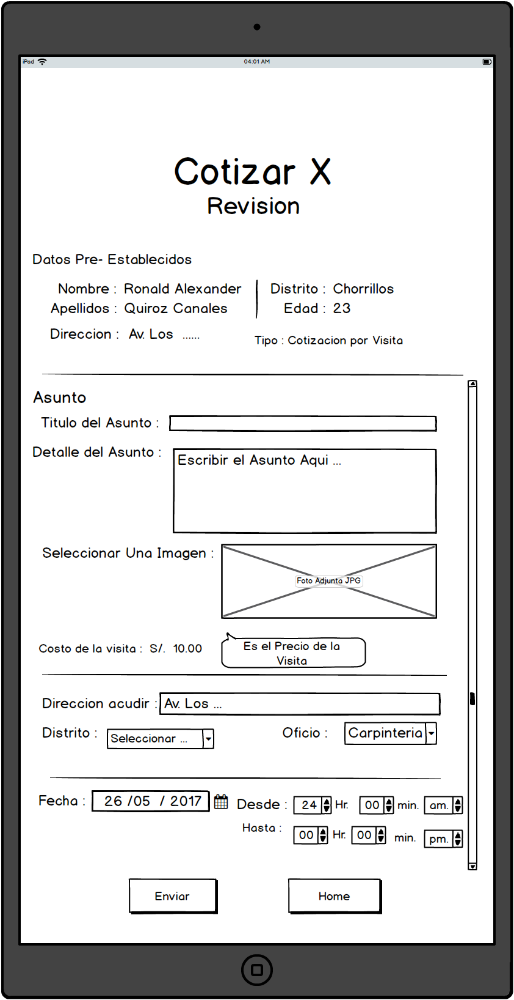 iPad 04:01 AM
Cotizar X
Revision
Datos Pre- Establecidos
Nombre : Ronald Alexander Distrito : Chorrillos
Apellidos : Quiroz Canales Edad : 23
Direccion : Av. Los ......
Tipo : Cotizacion por Visita
Asunto
Titulo del Asunto :
Detalle del Asunto :
Escribir el Asunto Aqui ...
Seleccionar Una Imagen :
Foto Adjunta JPG
Costo de la visita : S/. 10.00
Es el Precio de la
Visita
Direccion acudir : Av. Los ...
Distrito : Seleccionar ... Oficio : Carpinteria
Fecha : 26 /05 / 2017 Desde : 24 Hr. 00 min. am.
Hasta : 00 Hr. 00 min. pm.
Enviar Home